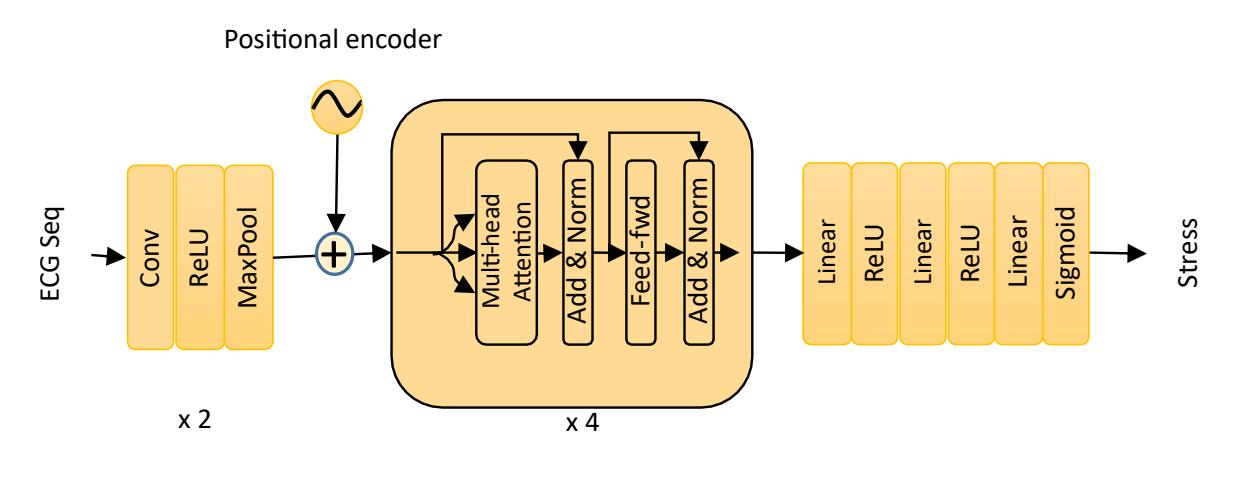 Positional encoder
ECG Seq
Conv
ReLU
MaxPool
+
Multi-head
Attention
Add & Norm
Feed-fwd
Add & Norm
Linear
ReLU
Linear
ReLU
Linear
Sigmoid
Stress
x 2
x 4